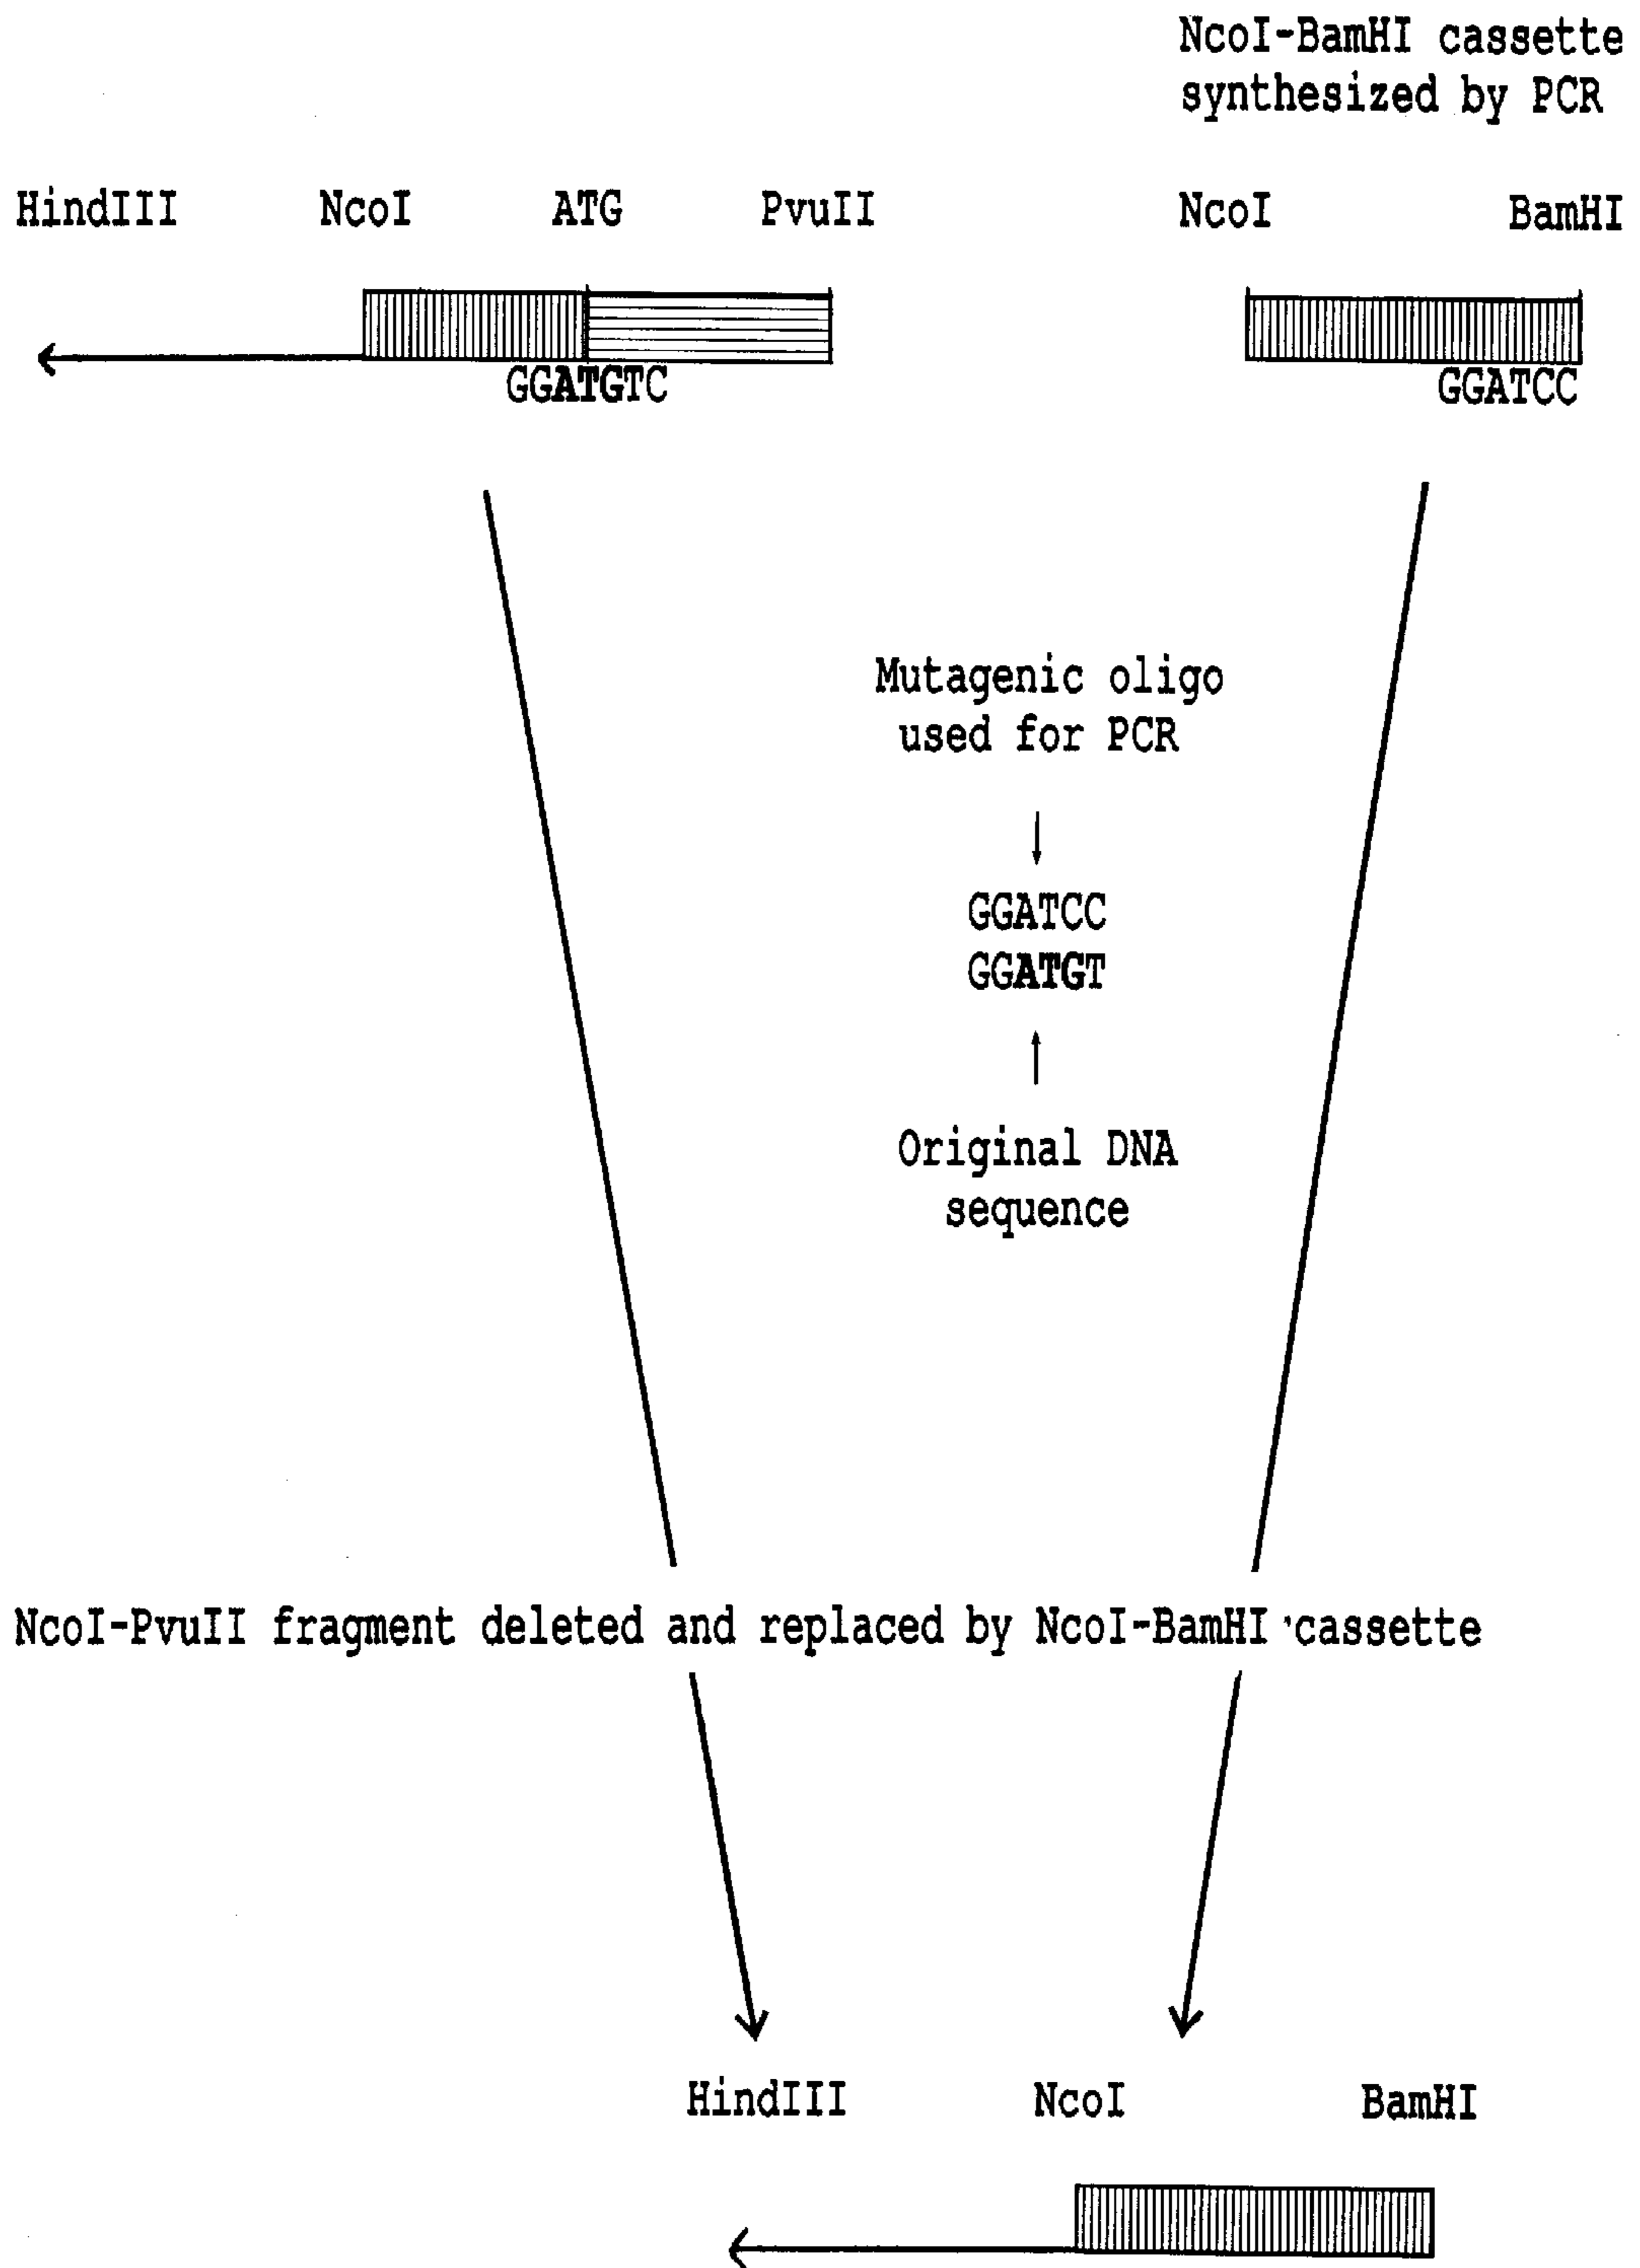 NcoI-BamHI cassette
synthesized by PCR
HindIII NcoI ATG PvuII NcoI BamHI
GGATGTC GGATCC
Mutagenic oligo
used for PCR
GGATCC
GGATGT
Original DNA
sequence
NcoI-PvuII fragment deleted and replaced by NcoI-BamHI cassette
HindIII NcoI BamHI